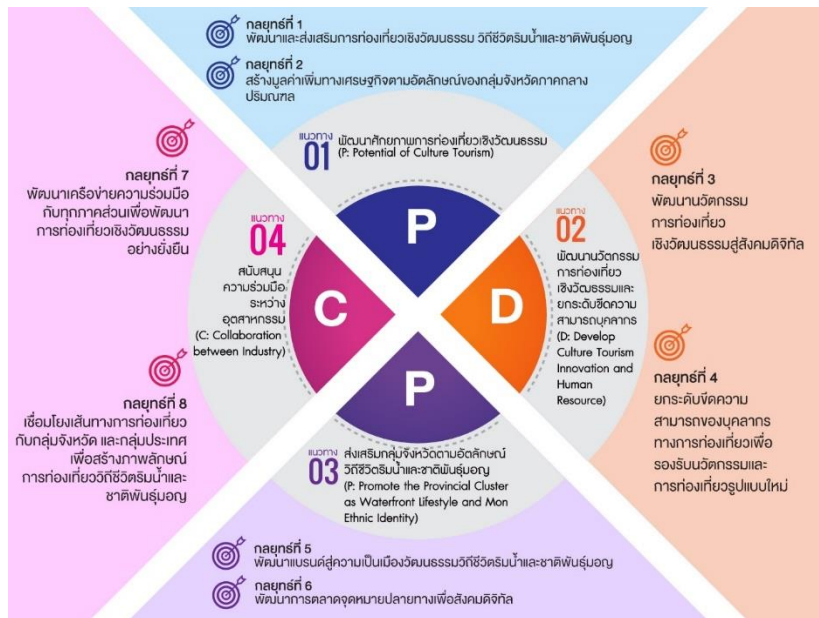 กลยุทธ์ที่ 1
พัฒนาและส่งเสริมการท่องเที่ยวเชิงวัฒนธรรม วิถีชีวิตริมน้ำและชาติพันธุ์มอญ
กลยุทธ์ที่ 2
สร้างมูลค่าเพิ่มทางเศรษฐกิจตามอัตลักษณ์ของกลุ่มจังหวัดภาคกลาง
ปริมณฑล
แนวทาง
01
พัฒนาศักยภาพการท่องเที่ยวเชิงวัฒนธรรม
(P: Potential of Culture Tourism)
P
แนวทาง
02
พัฒนานวัตกรรม
การท่องเที่ยว
เชิงวัฒธรรมและ
ยกระดับขีดความ
สามารถบุคลากร
(D: Develop
Culture Tourism
Innovation and
Human
Resource)
D
กลยุทธ์ที่ 3
พัฒนานวัตกรรม
การท่องเที่ยว
เชิงวัฒนธรรมสู่สังคมดิจิทัล
กลยุทธ์ที่ 4
ยกระดับขีดความ
สามารถของบุคลากร
ทางการท่องเที่ยวเพื่อ
รองรับนวัตกรรมและ
การท่องเที่ยวรูปแบบใหม่
P
แนวทาง
03
ส่งเสริมกลุ่มจังหวัดตามอัตลักษณ์
วิถีชีวิตริมน้ำและชาติพันธุ์มอญ
(P: Promote the Provincial Cluster
as Waterfront Lifestyle and Mon
Ethnic Identity)
กลยุทธ์ที่ 5
พัฒนาแบรนด์สู่ความเป็นเมืองวัฒนธรรมวิถีชีวิตริมน้ำและชาติพันธุ์มอญ
กลยุทธ์ที่ 6
พัฒนาการตลาดจุดหมายปลายทางเพื่อสังคมดิจิทัล
แนวทาง
04
สนับสนุน
ความร่วมมือ
ระหว่าง
อุตสาหกรรม
(C: Collaboration
between Industry)
C
กลยุทธ์ที่ 7
พัฒนาเครือข่ายความร่วมมือ
กับทุกภาคส่วนเพื่อพัฒนา
การท่องเที่ยวเชิงวัฒนธรรม
อย่างยั่งยืน
กลยุทธ์ที่ 8
เชื่อมโยงเส้นทางการท่องเที่ยว
กับกลุ่มจังหวัด และกลุ่มประเทศ
เพื่อสร้างภาพลักษณ์
การท่องเที่ยววิถีชีวิตริมน้ำและ
ชาติพันธุ์มอญ